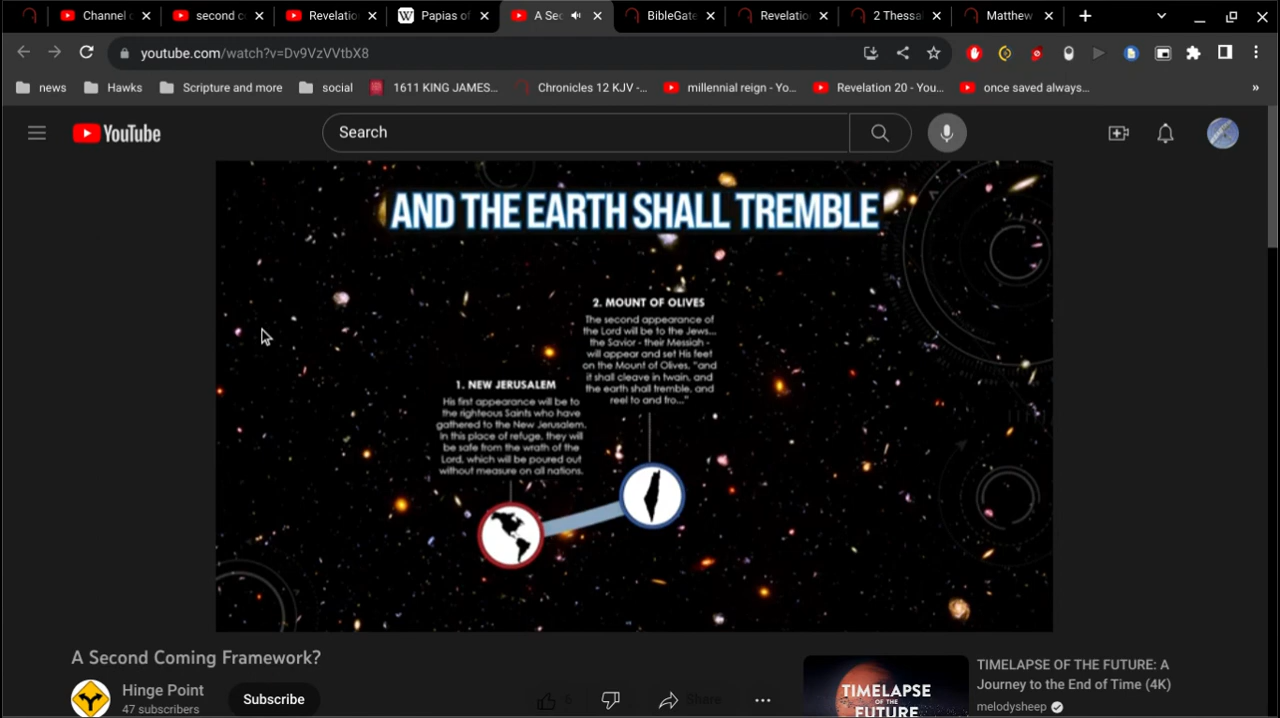 Channel c
second c
Revelatio
Papias of
A Sec
BibleGate
Revelatio
2 Thessa
Matthew
youtube.com/watch?v=Dv9VzVVtbX8
news
Hawks
Scripture and more
social
1611 KING JAMES...
Chronicles 12 KJV -...
millennial reign - Yo...
Revelation 20 - You...
once saved always...
»
YouTube
Search
AND THE EARTH SHALL TREMBLE
2. MOUNT OF OLIVES
The second appearance of
the Lord will be to the Jews...
the Savior - their Messiah -
will appear and set His feet
on the Mount of Olives, "and
it shall cleave in twain, and
the earth shall tremble, and
reel to and fro..."
1. NEW JERUSALEM
His first appearance will be to
the righteous Saints who have
gathered to the New Jerusalem.
In this place of refuge, they will
be safe from the wrath of the
Lord, which will be poured out
without measure on all nations.
A Second Coming Framework?
Hinge Point
47 subscribers
Subscribe
6
Share
TIMELAPSE
OF THE
FUTURE
TIMELAPSE OF THE FUTURE: A
Journey to the End of Time (4K)
melodysheep